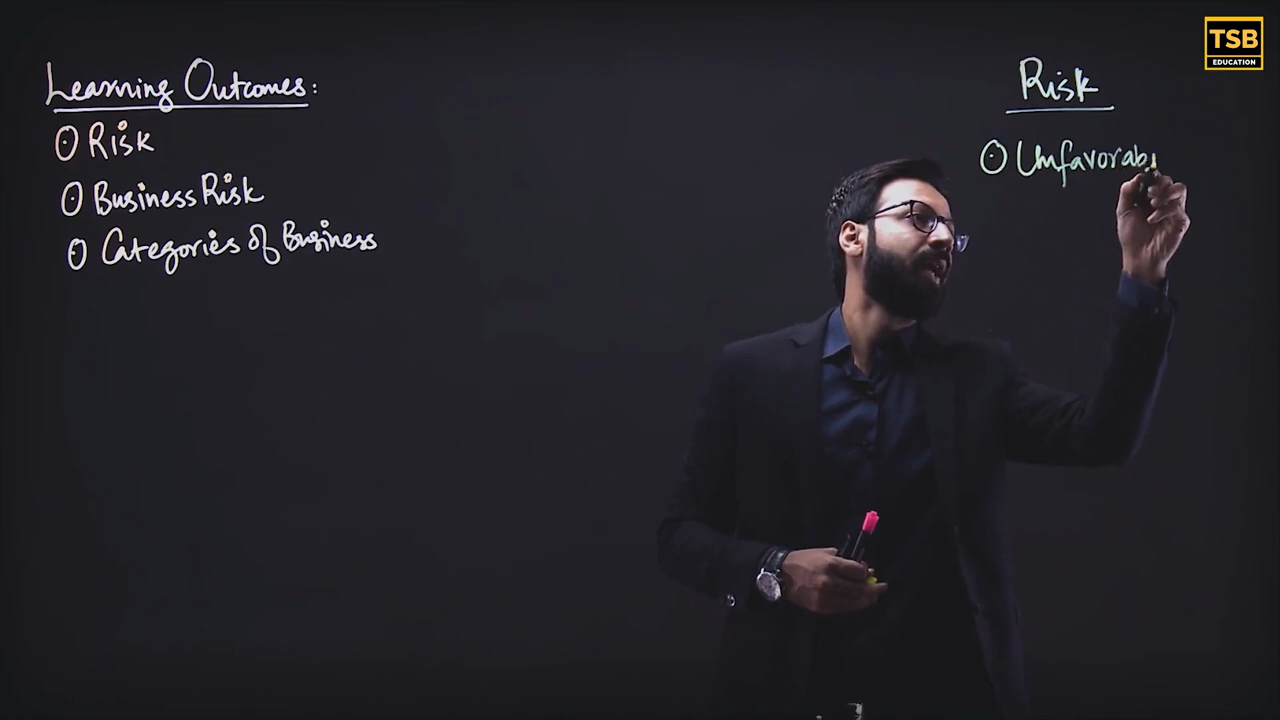 Learning Outcomes:
Risk
Business Risk
Categories of Business
Risk
Unfavorab
TSB
EDUCATION